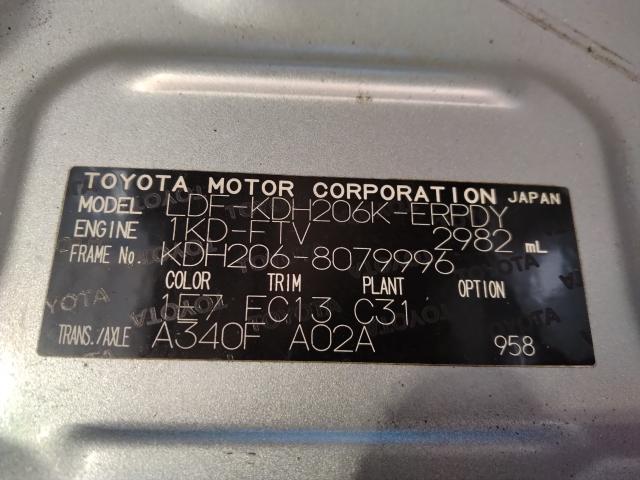 TOYOTA MOTOR CORPORATION JAPAN
MODEL LDF-KDH206K-ERPDY
ENGINE 1KD-FTV 2982 mL
FRAME No. KDH206-8079996
COLOR TRIM PLANT OPTION
1E7 FC13 C31
TRANS./AXLE A340F A02A 958